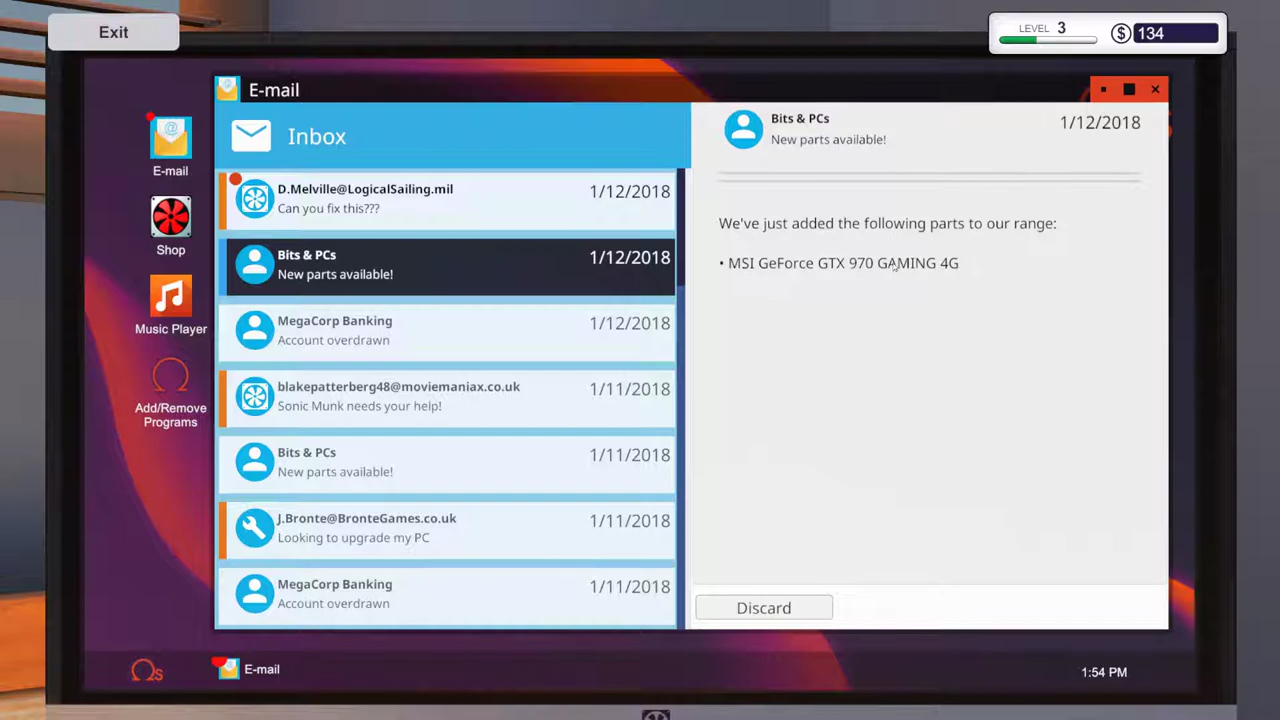 Exit
LEVEL 3
$ 134
E-mail
E-mail
Shop
Music Player
Add/Remove
Programs
Inbox
D.Melville@LogicalSailing.mil
Can you fix this???
1/12/2018
Bits & PCs
New parts available!
1/12/2018
MegaCorp Banking
Account overdrawn
1/12/2018
blakepatterberg48@moviemaniax.co.uk
Sonic Munk needs your help!
1/11/2018
Bits & PCs
New parts available!
1/11/2018
J.Bronte@BronteGames.co.uk
Looking to upgrade my PC
1/11/2018
MegaCorp Banking
Account overdrawn
1/11/2018
Bits & PCs
New parts available!
1/12/2018
We've just added the following parts to our range:
• MSI GeForce GTX 970 GAMING 4G
Discard
Ωs
E-mail
1:54 PM